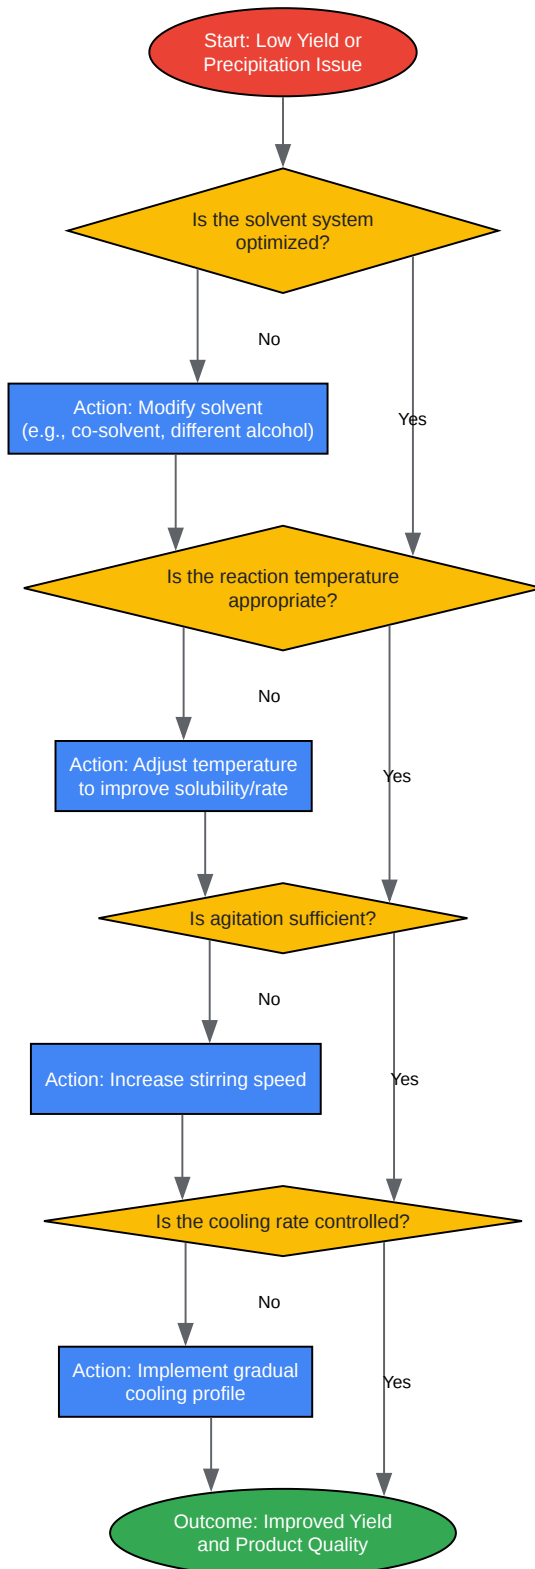 Start: Low Yield or
Precipitation Issue
Is the solvent system
optimized?
No
Action: Modify solvent
(e.g., co-solvent, different alcohol)
Yes
Is the reaction temperature
appropriate?
No
Action: Adjust temperature
to improve solubility/rate
Yes
Is agitation sufficient?
No
Action: Increase stirring speed
Yes
Is the cooling rate controlled?
No
Action: Implement gradual
cooling profile
Yes
Outcome: Improved Yield
and Product Quality